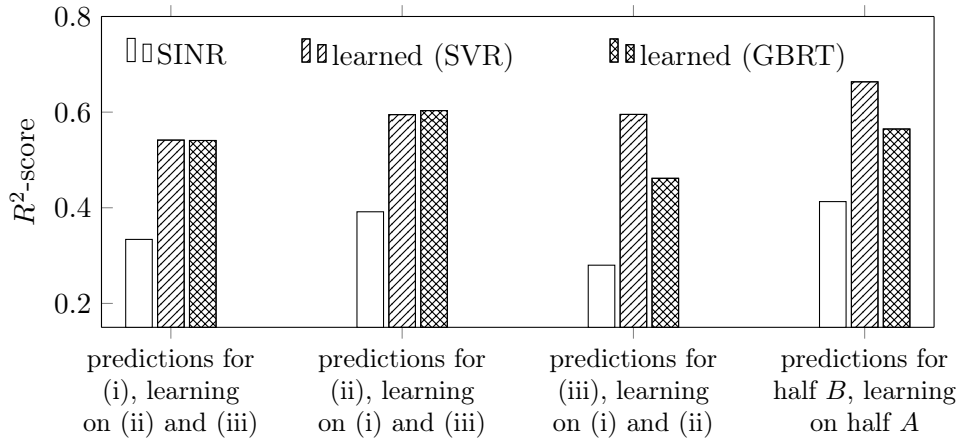 0.8
0.6
0.4
0.2
R²-score
SINR learned (SVR) learned (GBRT)
predictions for
(i), learning
on (ii) and (iii)
predictions for
(ii), learning
on (i) and (iii)
predictions for
(iii), learning
on (i) and (ii)
predictions for
half B, learning
on half A